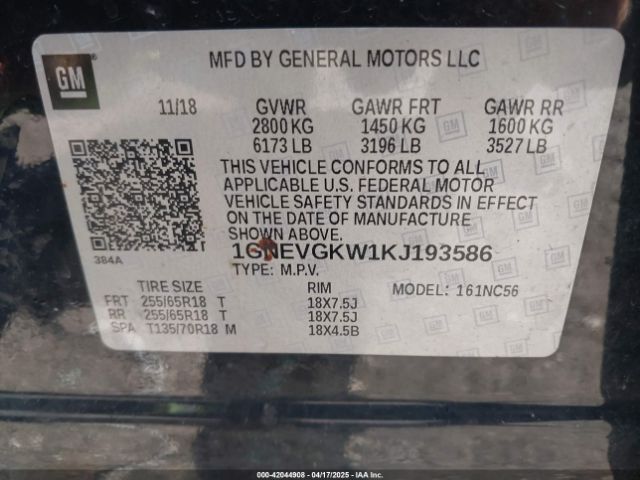 GM
MFD BY GENERAL MOTORS LLC
11/18 GVWR GAWR FRT GAWR RR
2800 KG 1450 KG 1600 KG
6173 LB 3196 LB 3527 LB
THIS VEHICLE CONFORMS TO ALL
APPLICABLE U.S. FEDERAL MOTOR
VEHICLE SAFETY STANDARDS IN EFFECT
ON THE DATE OF MANUFACTURE
SHOWN ABOVE.
384A
1GNEVGKW1KJ193586
TYPE: M.P.V.
TIRE SIZE RIM MODEL: 161NC56
FRT 255/65R18 T 18X7.5J
RR 255/65R18 T 18X7.5J
SPA T135/70R18 M 18X4.5B
000-42044908 - 04/17/2025 - IAAI.COM